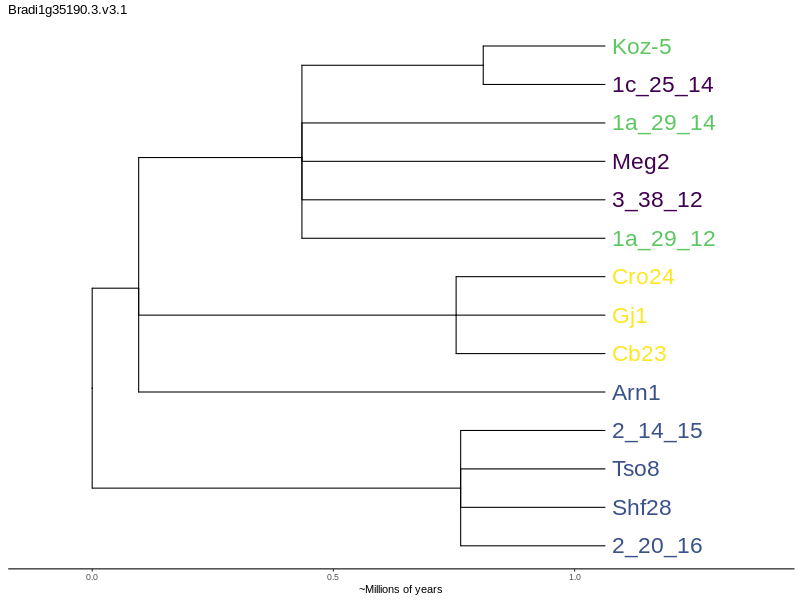 Bradi1g35190.3.v3.1
Koz-5
1c_25_14
1a_29_14
Meg2
3_38_12
1a_29_12
Cro24
Gj1
Cb23
Arn1
2_14_15
Tso8
Shf28
2_20_16
0.0 0.5 1.0
~Millions of years